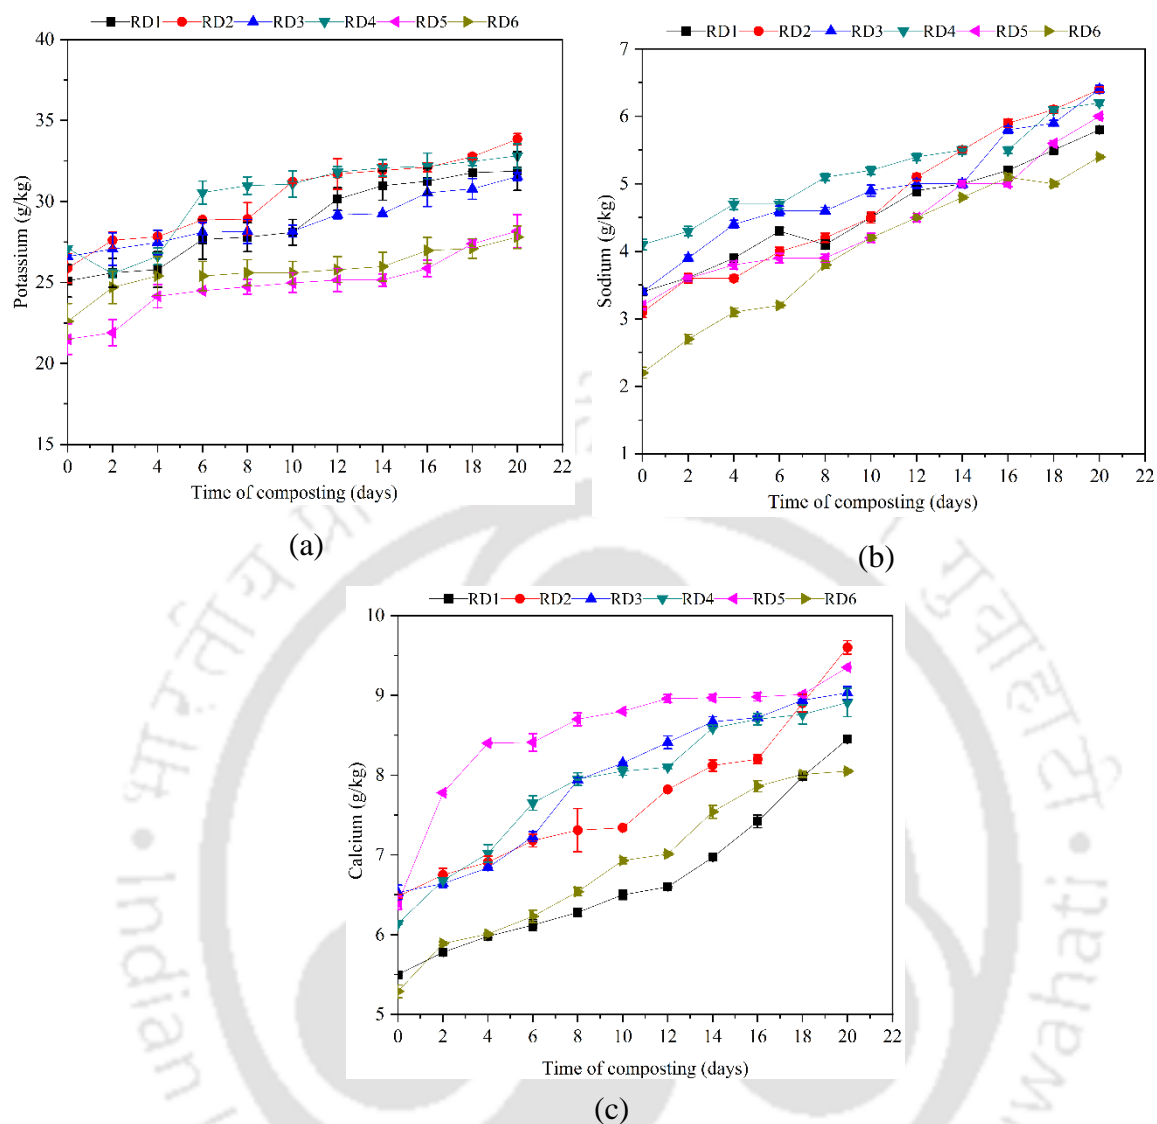 RD1 RD2 RD3 RD4 RD5 RD6
40
35
30
25
20
15
Potassium (g/kg)
0 2 4 6 8 10 12 14 16 18 20 22
Time of composting (days)
(a)
RD1 RD2 RD3 RD4 RD5 RD6
7
6
5
4
3
2
1
Sodium (g/kg)
0 2 4 6 8 10 12 14 16 18 20 22
Time of composting (days)
(b)
RD1 RD2 RD3 RD4 RD5 RD6
10
9
8
7
6
5
Calcium (g/kg)
0 2 4 6 8 10 12 14 16 18 20 22
Time of composting (days)
(c)
भारतीय
Indian
wahati